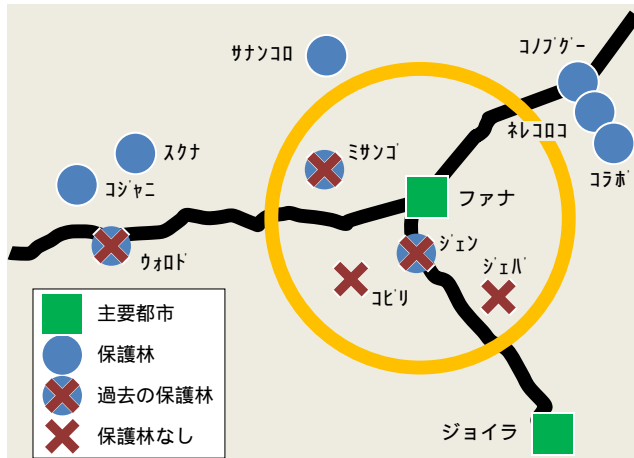 ｻﾅﾝｺﾛ
ｺﾉﾌﾞｸﾞｰ
ﾈﾚｺﾛｺ
ｺﾗﾎﾞ
ｽｸﾅ
ｺｼﾞｬﾆ
ﾐｻﾝｺﾞ
ファナ
ｳｫﾛﾄﾞ
ｼﾞｪﾝ
ｼﾞｪﾊﾞ
ｺﾋﾞﾘ
ジョイラ
主要都市
保護林
過去の保護林
保護林なし